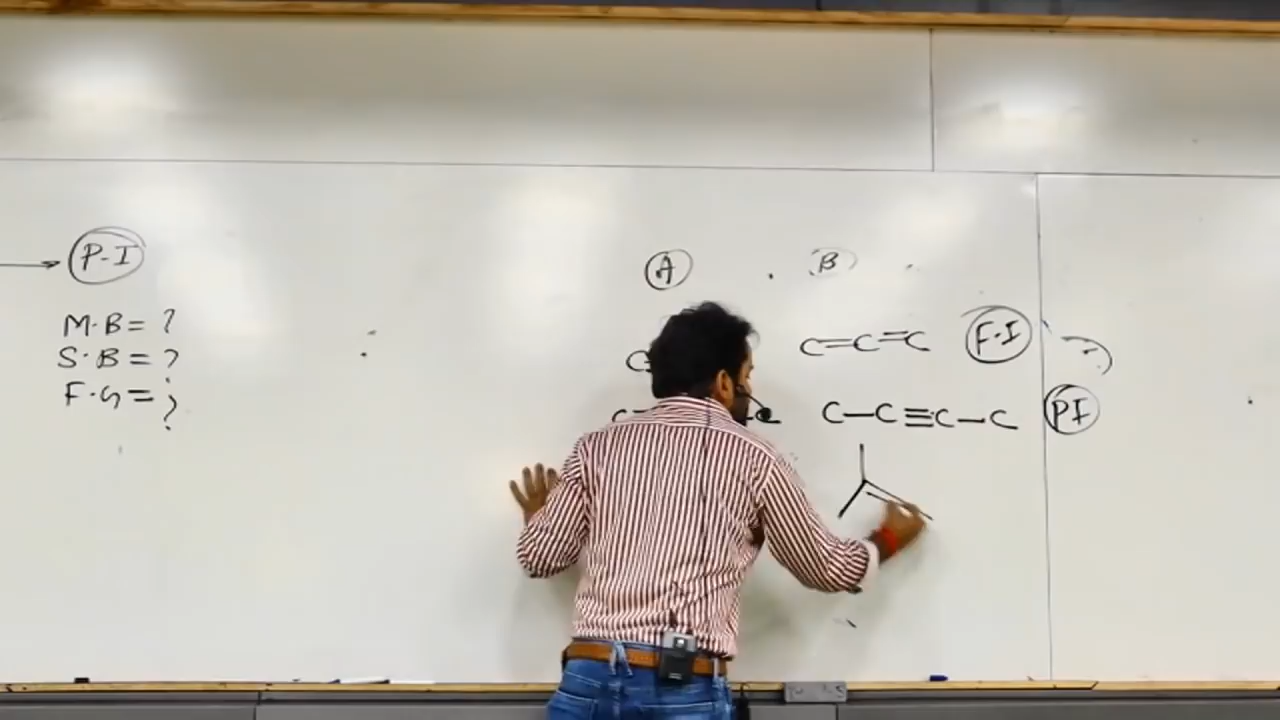 → P-I
M·B = ?
S·B = ?
F·G = ?
A B
C=C=C F·I
C—C≡C—C PI